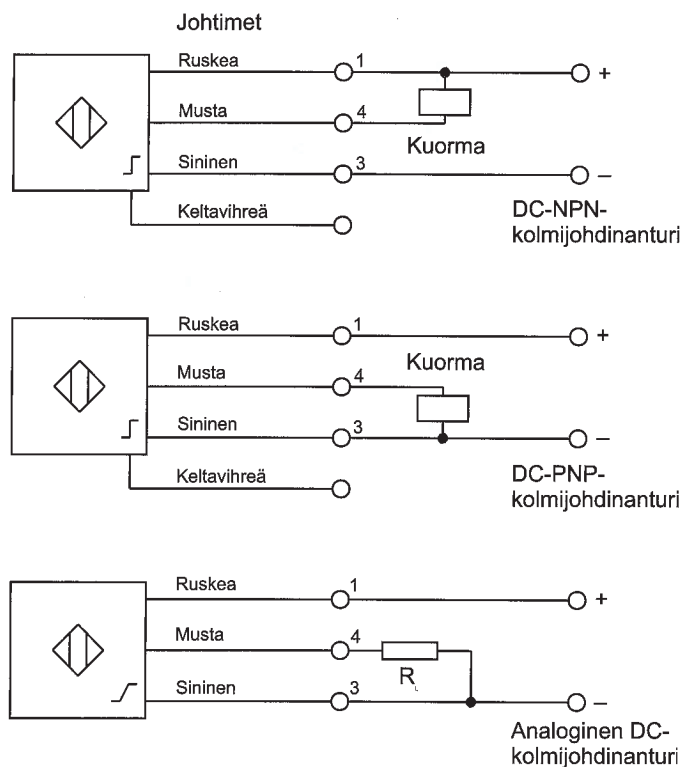 Johtimet
Ruskea 1 +
Musta 4
Kuorma
Sininen 3 –
Keltavihreä
DC-NPN-
kolmijohdinanturi
Ruskea 1 +
Kuorma
Musta 4
Sininen 3 –
Keltavihreä
DC-PNP-
kolmijohdinanturi
Ruskea 1 +
Musta 4
R
Sininen 3 –
Analoginen DC-
kolmijohdinanturi